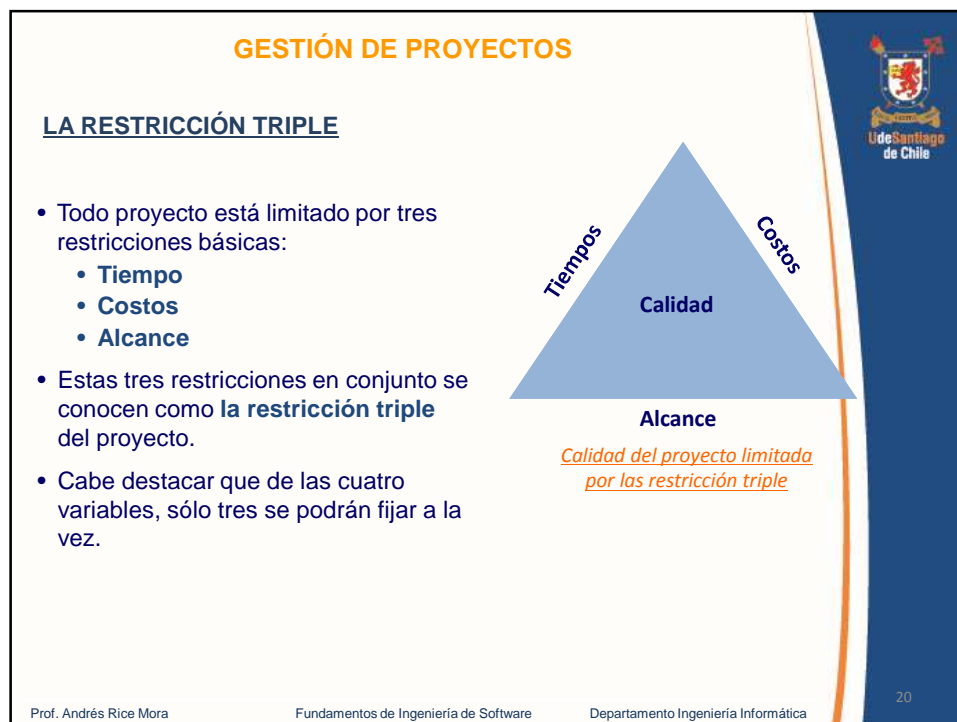 GESTIÓN DE PROYECTOS
LA RESTRICCIÓN TRIPLE
• Todo proyecto está limitado por tres
restricciones básicas:
• Tiempo
• Costos
• Alcance
• Estas tres restricciones en conjunto se
conocen como la restricción triple
del proyecto.
• Cabe destacar que de las cuatro
variables, sólo tres se podrán fijar a la
vez.
Tiempos
Costos
Calidad
Alcance
Calidad del proyecto limitada
por las restricción triple
UdeSantiago
de Chile
20
Prof. Andrés Rice Mora
Fundamentos de Ingeniería de Software
Departamento Ingeniería Informática